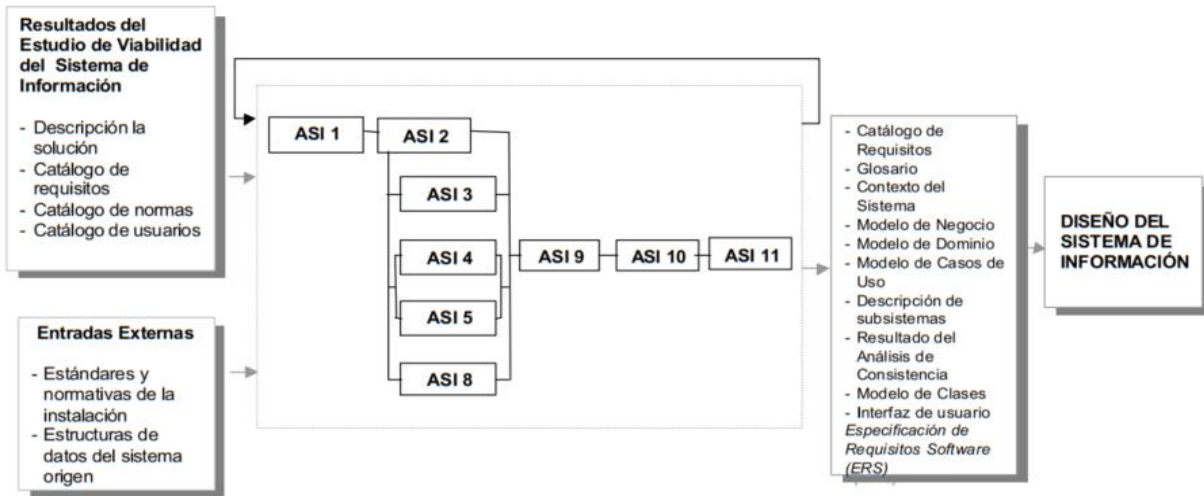 Resultados del
Estudio de Viabilidad
del Sistema de
Información
- Descripción la
solución
- Catálogo de
requisitos
- Catálogo de normas
- Catálogo de usuarios
Entradas Externas
- Estándares y
normativas de la
instalación
- Estructuras de
datos del sistema
origen
ASI 1
ASI 2
ASI 3
ASI 4
ASI 5
ASI 8
ASI 9
ASI 10
ASI 11
- Catálogo de
Requisitos
- Glosario
- Contexto del
Sistema
- Modelo de Negocio
- Modelo de Dominio
- Modelo de Casos de
Uso
- Descripción de
subsistemas
- Resultado del
Análisis de
Consistencia
- Modelo de Clases
- Interfaz de usuario
Especificación de
Requisitos Software
(ERS)
DISEÑO DEL
SISTEMA DE
INFORMACIÓN